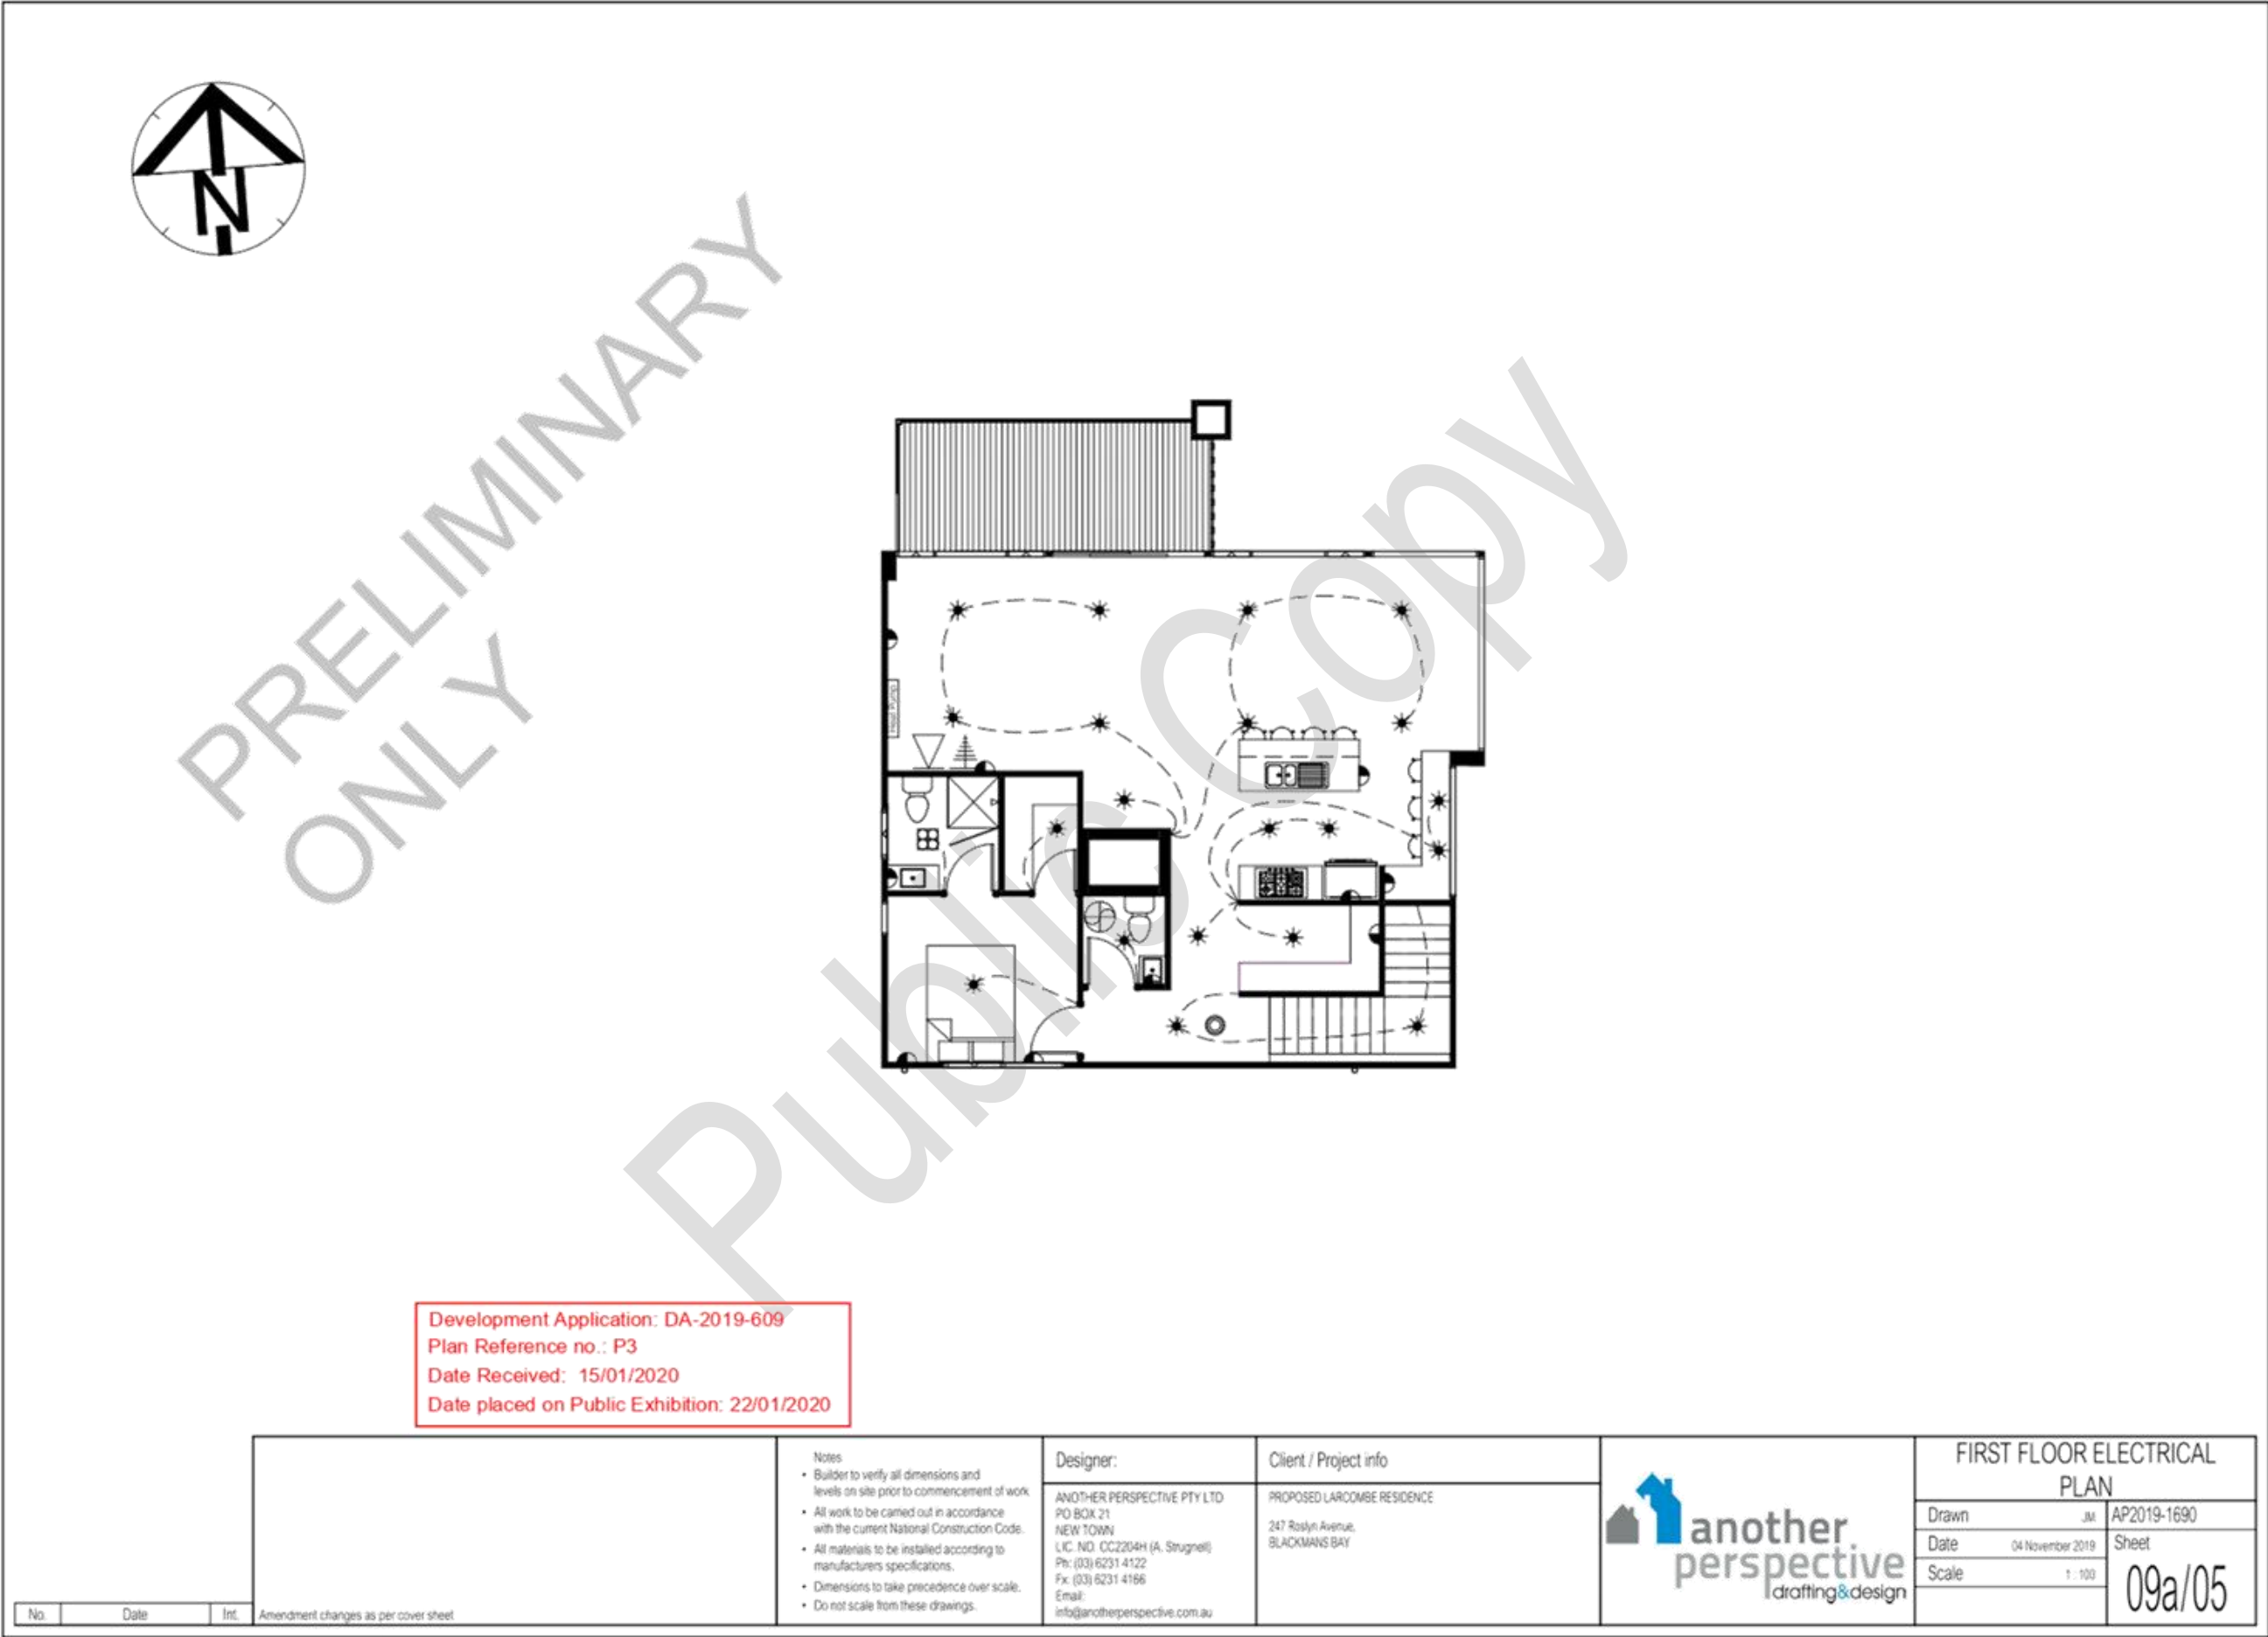 N
PRELIMINARY
ONLY
Public Copy
Heat Pump
Development Application: DA-2019-609
Plan Reference no.: P3
Date Received: 15/01/2020
Date placed on Public Exhibition: 22/01/2020
No.
Date
Int.
Amendment changes as per cover sheet
Notes
• Builder to verify all dimensions and
levels on site prior to commencement of work
• All work to be carried out in accordance
with the current National Construction Code.
• All materials to be installed according to
manufacturers specifications.
• Dimensions to take precedence over scale.
• Do not scale from these drawings.
Designer:
ANOTHER PERSPECTIVE PTY LTD
PO BOX 21
NEW TOWN
LIC. NO. CC2204H (A. Strugnell)
Ph: (03) 6231 4122
Fx: (03) 6231 4166
Email:
info@anotherperspective.com.au
Client / Project info
PROPOSED LARCOMBE RESIDENCE
247 Roslyn Avenue,
BLACKMANS BAY
another
perspective
drafting&design
FIRST FLOOR ELECTRICAL
PLAN
Drawn JM
AP2019-1690
Date 04 November 2019
Sheet
Scale 1 : 100
09a/05